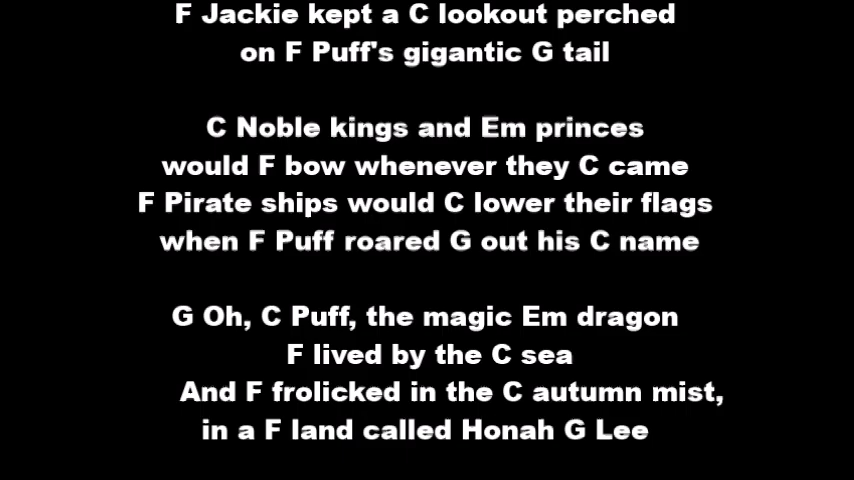 F Jackie kept a C lookout perched
on F Puff's gigantic G tail
C Noble kings and Em princes
would F bow whenever they C came
F Pirate ships would C lower their flags
when F Puff roared G out his C name
G Oh, C Puff, the magic Em dragon
F lived by the C sea
And F frolicked in the C autumn mist,
in a F land called Honah G Lee